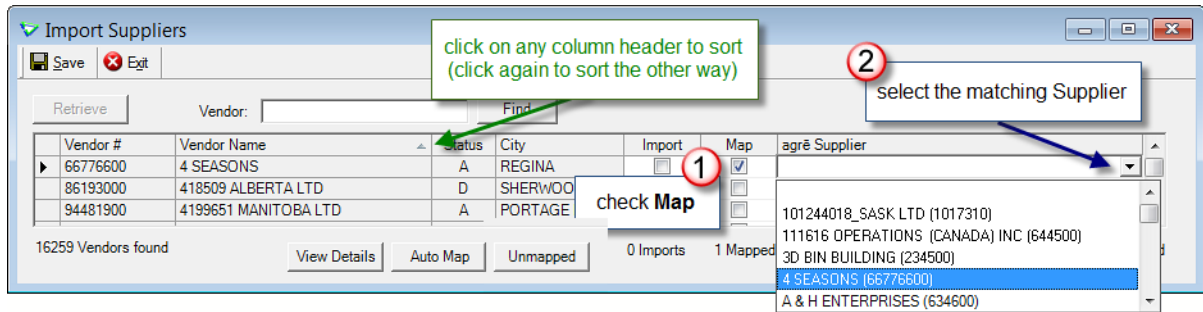 Import Suppliers
click on any column header to sort
(click again to sort the other way)
2
select the matching Supplier
Save Exit
Retrieve Vendor: Find
Vendor # Vendor Name Status City Import Map agrē Supplier
66776600 4 SEASONS A REGINA
1
86193000 418509 ALBERTA LTD D
check Map
94481900 4199651 MANITOBA LTD A PORTAGE
101244018_SASK LTD (1017310)
111616 OPERATIONS (CANADA) INC (644500)
16259 Vendors found View Details Auto Map Unmapped 0 Imports 1 Mapped
3D BIN BUILDING (234500)
4 SEASONS (66776600)
A & H ENTERPRISES (634600)